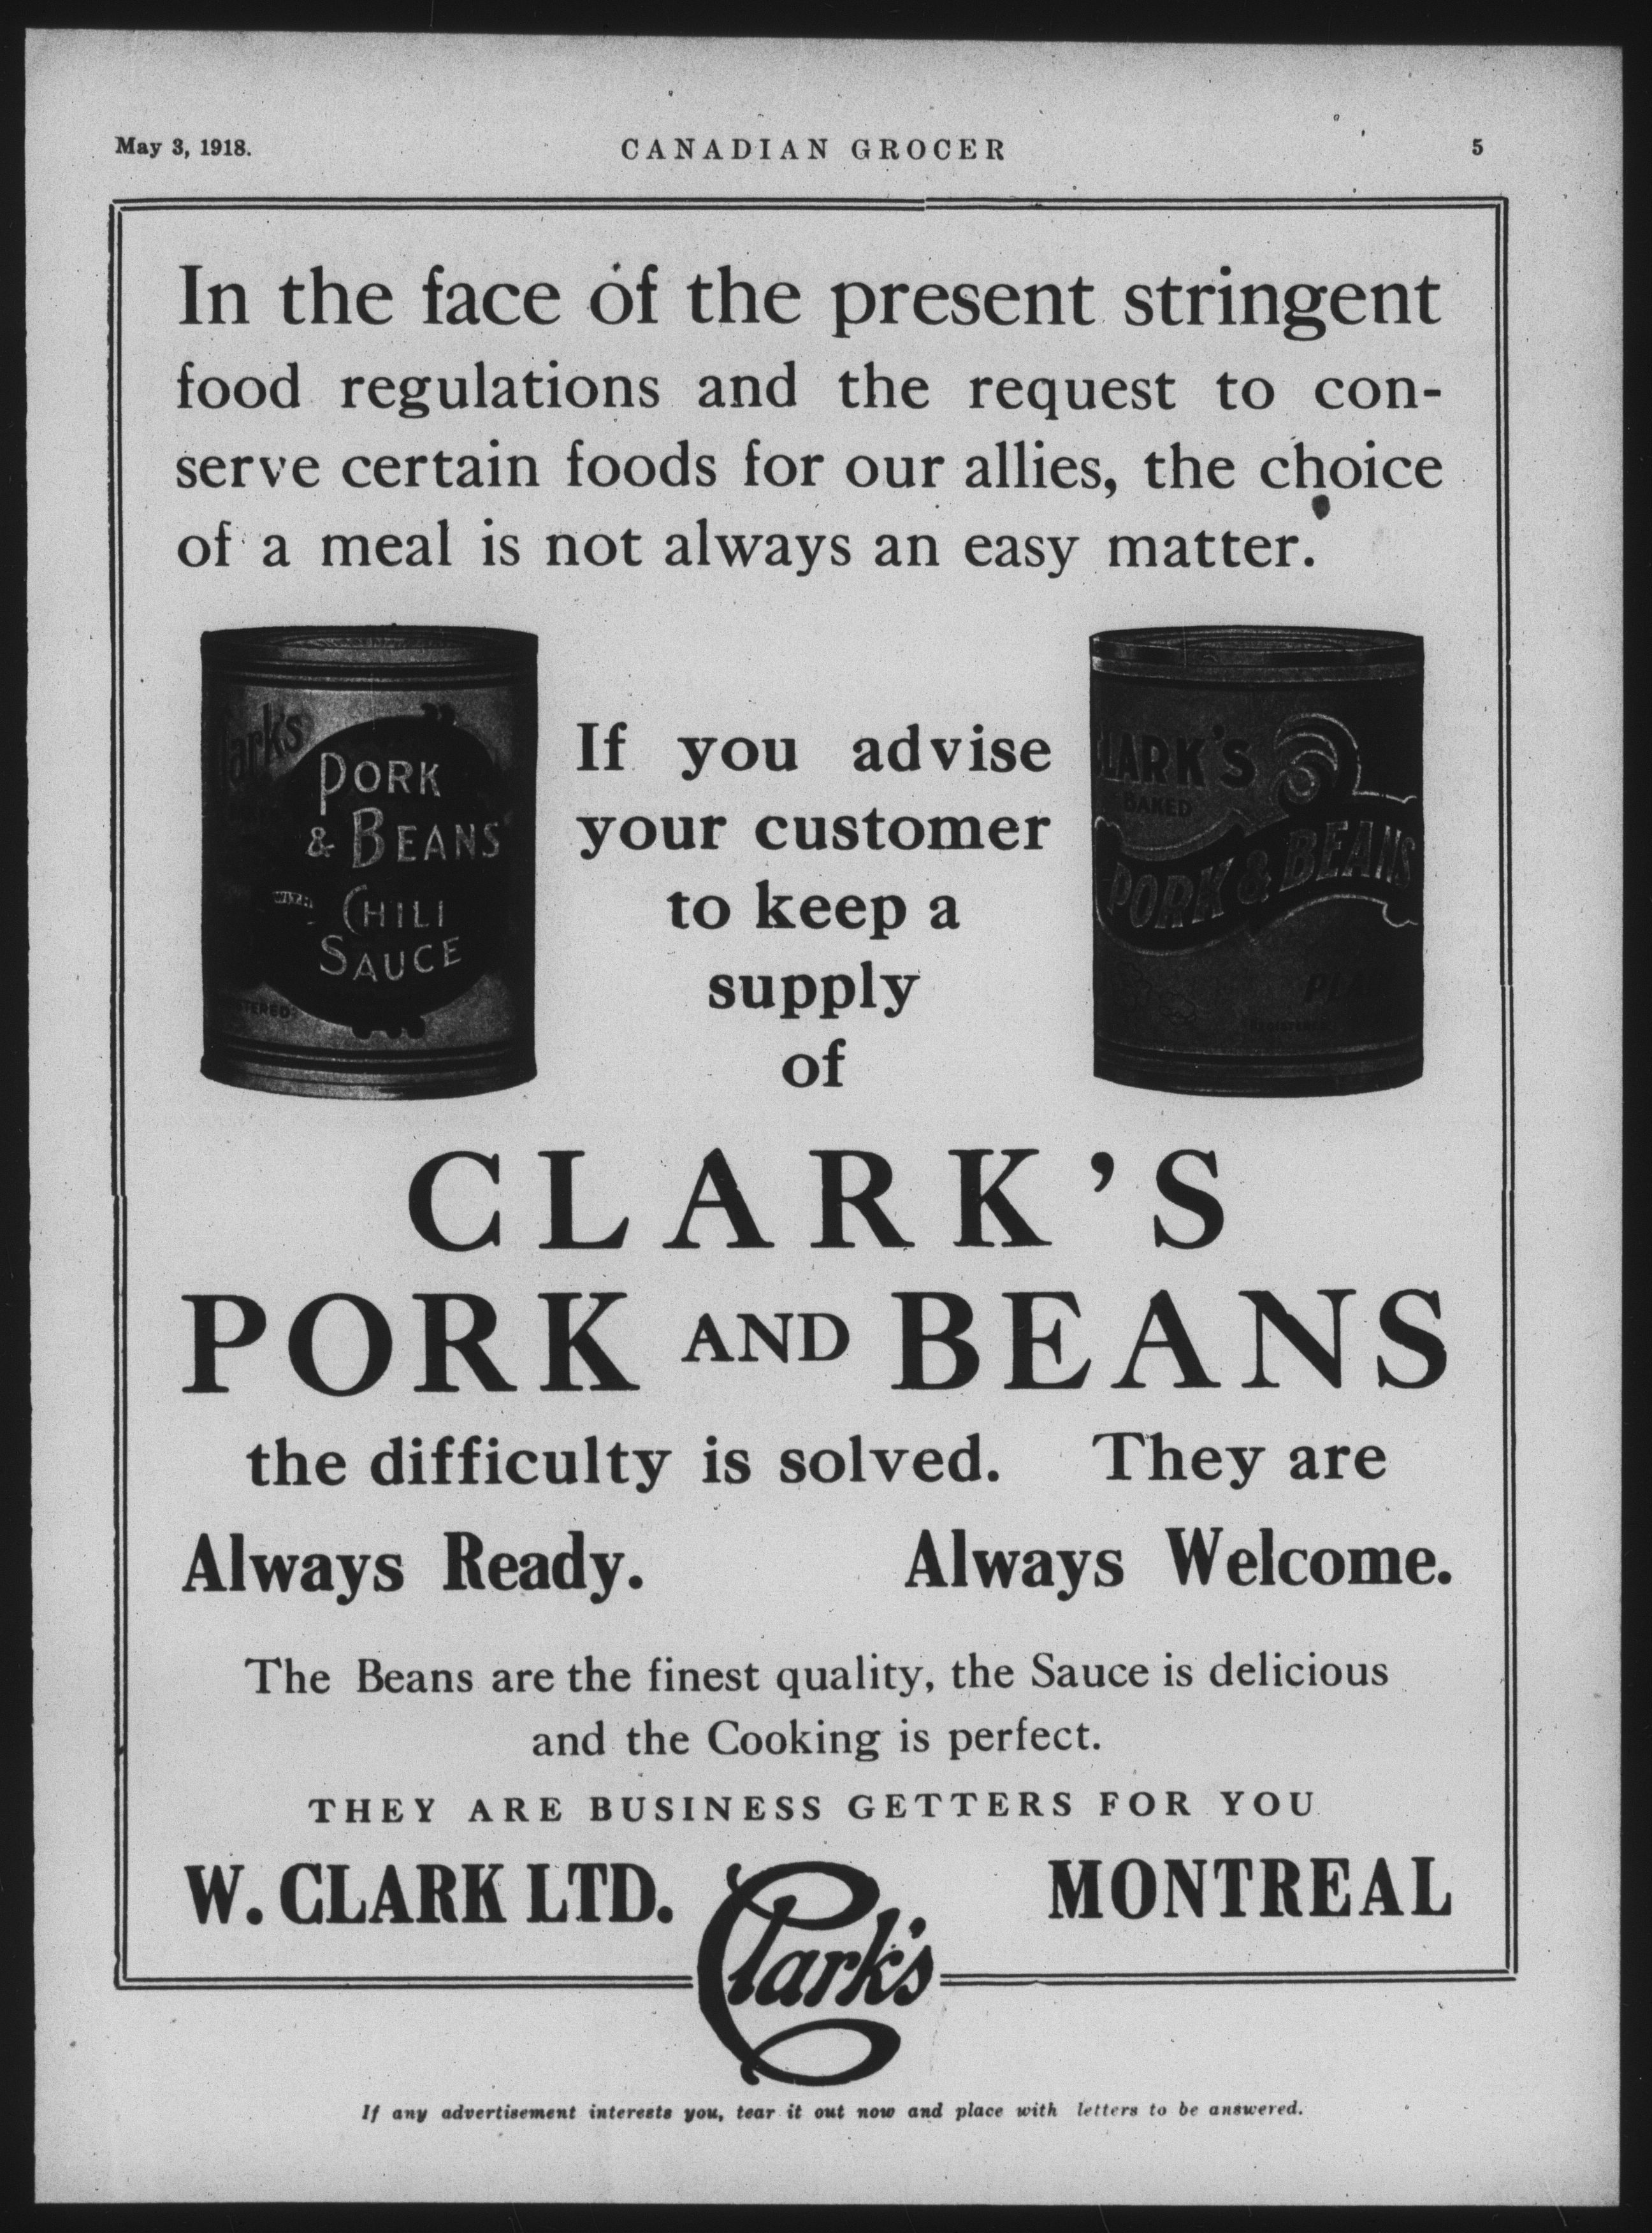 May 3, 1918.
CANADIAN GROCER
5
In the face of the present stringent
food regulations and the request to con-
serve certain foods for our allies, the choice
of a meal is not always an easy matter.
PORK
& BEANS
WITH CHILI
SAUCE
If you advise
your customer
to keep a
supply
of
CLARK'S
BAKED
PORK & BEANS
CLARK'S
PORK AND BEANS
the difficulty is solved. They are
Always Ready. Always Welcome.
The Beans are the finest quality, the Sauce is delicious
and the Cooking is perfect.
THEY ARE BUSINESS GETTERS FOR YOU
W. CLARK LTD.
Clark's
MONTREAL
If any advertisement interests you, tear it out now and place with letters to be answered.